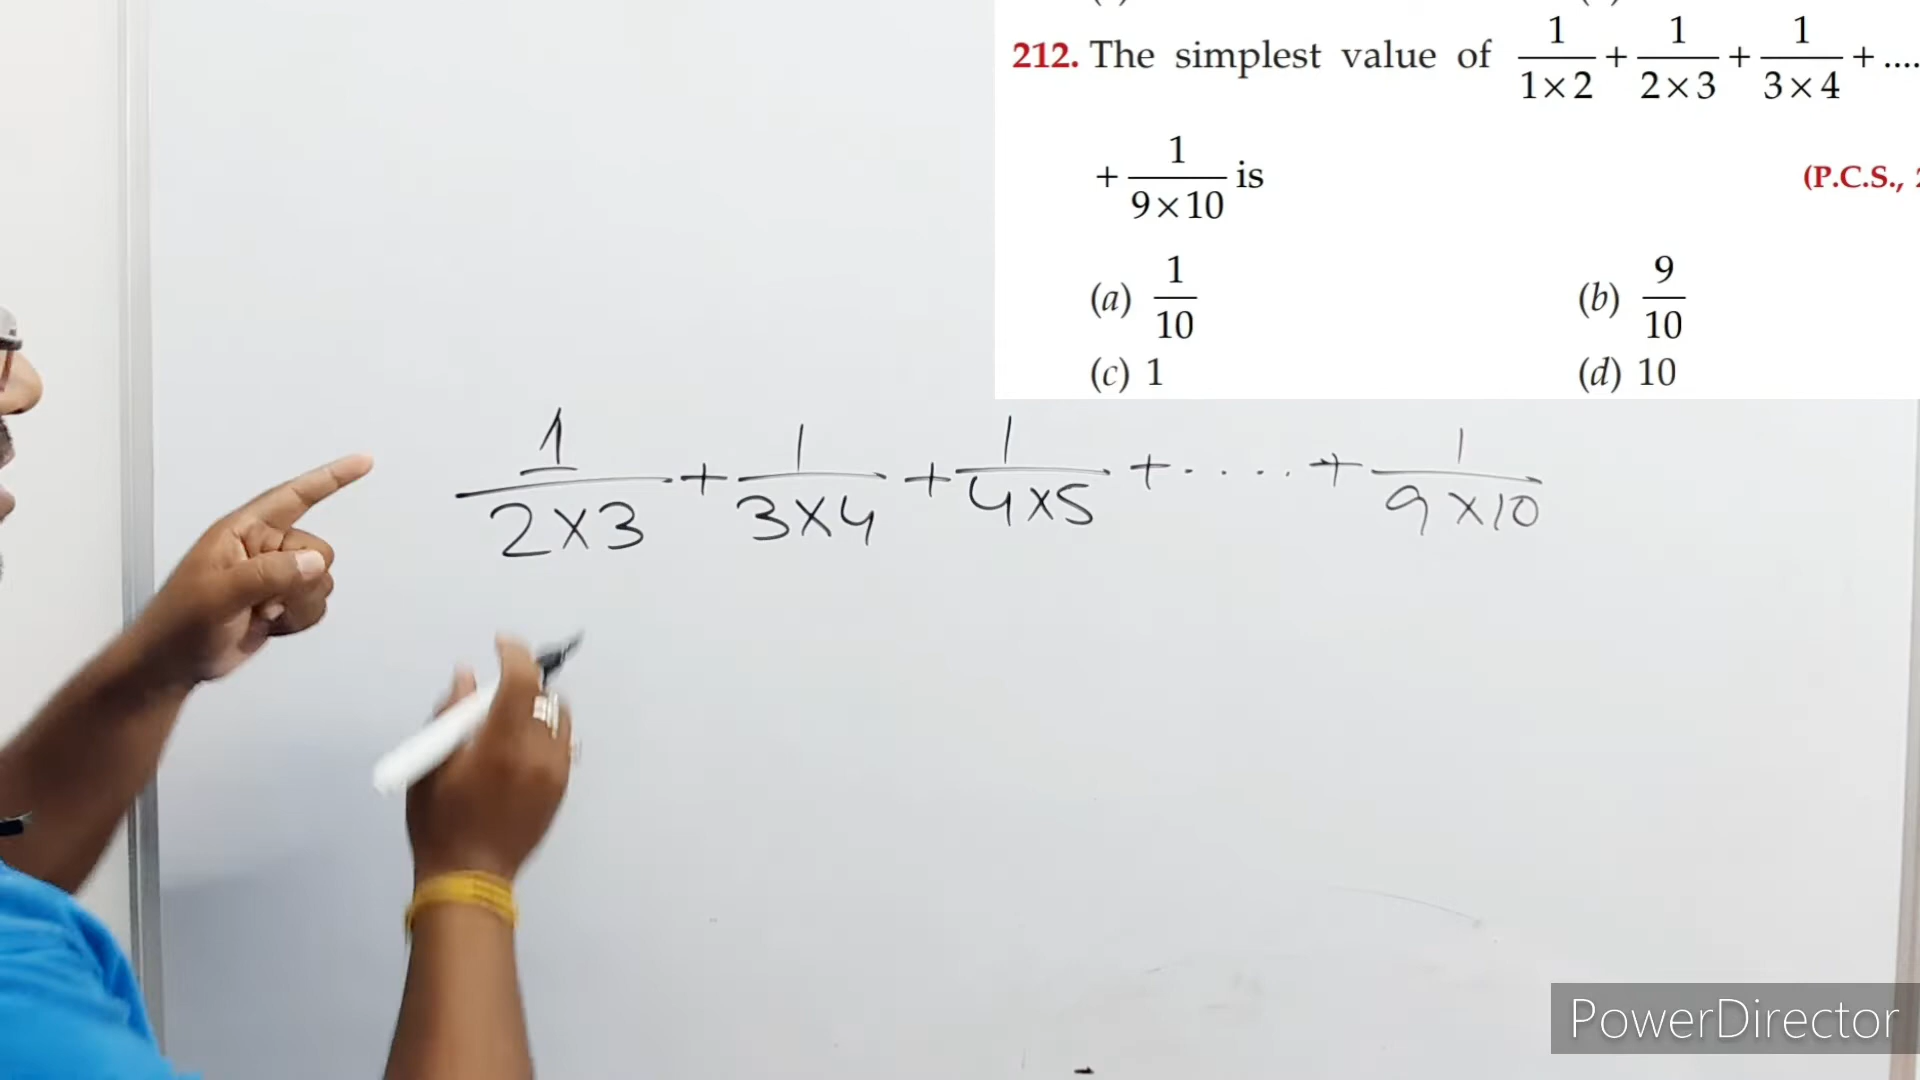 212. The simplest value of 1/1×2 + 1/2×3 + 1/3×4 + ....
+ 1/9×10 is
(P.C.S.,
(a) 1/10 (b) 9/10
(c) 1 (d) 10
1/2×3 + 1/3×4 + 1/4×5 + ..... + 1/9×10
PowerDirector